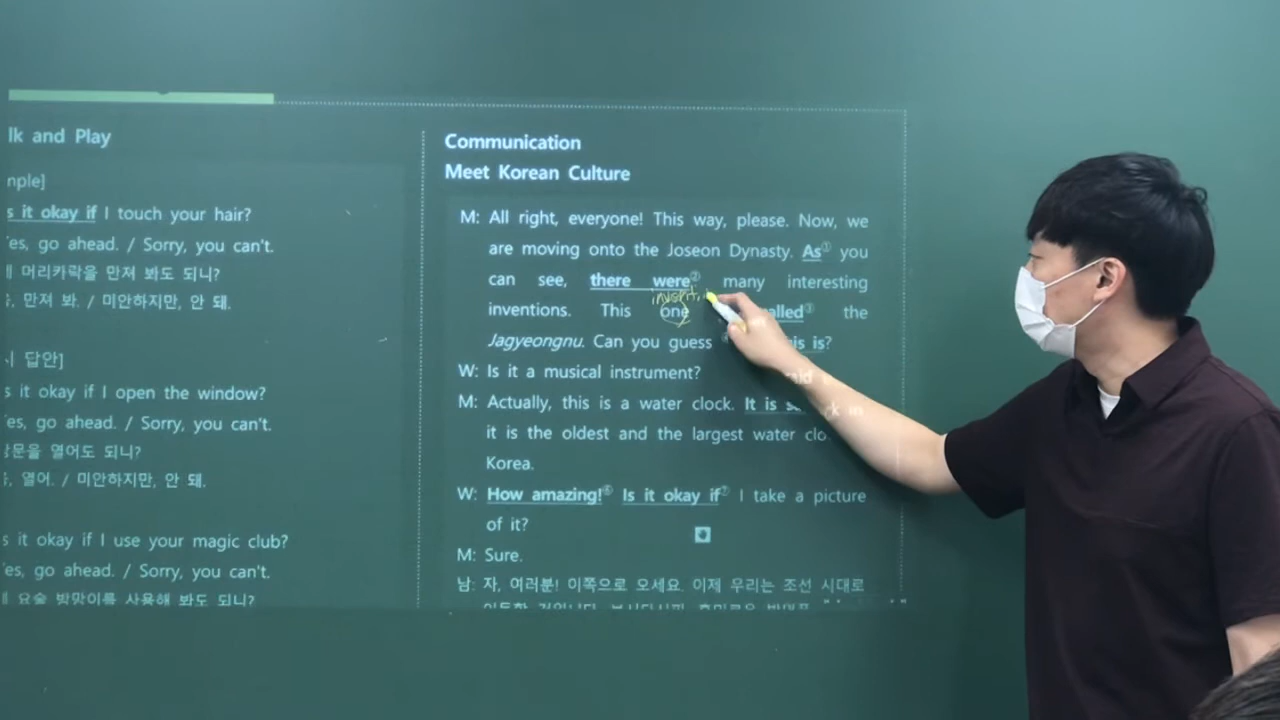 lk and Play
nple]
s it okay if I touch your hair?
es, go ahead. / Sorry, you can't.
머리카락을 만져 봐도 되니?
, 만져 봐. / 미안하지만, 안 돼.
시 답안]
s it okay if I open the window?
es, go ahead. / Sorry, you can't.
창문을 열어도 되니?
, 열어. / 미안하지만, 안 돼.
s it okay if I use your magic club?
es, go ahead. / Sorry, you can't.
요술 방망이를 사용해 봐도 되니?
Communication
Meet Korean Culture
M: All right, everyone! This way, please. Now, we
are moving onto the Joseon Dynasty. As① you
can see, there were② many interesting
inventi
inventions. This one alled③ the
Jagyeongnu. Can you guess is is?
W: Is it a musical instrument?
M: Actually, this is a water clock. It is s
it is the oldest and the largest water clo
Korea.
W: How amazing!⑥ Is it okay if⑦ I take a picture
of it?
M: Sure.
남: 자, 여러분! 이쪽으로 오세요. 이제 우리는 조선 시대로